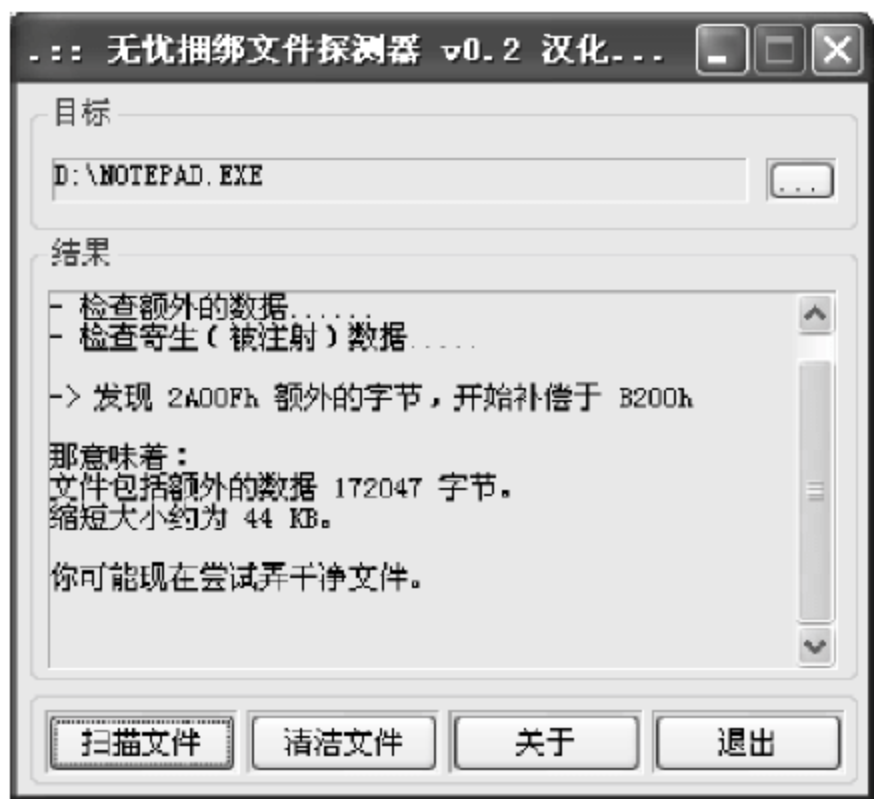 .:: 无忧捆绑文件探测器 v0.2 汉化...
目标
D:\NOTEPAD.EXE
...
结果
- 检查额外的数据......
- 检查寄生(被注射)数据.....
-> 发现 2A00Fh 额外的字节,开始补偿于 B200h
那意味着:
文件包括额外的数据 172047 字节。
缩短大小约为 44 KB。
你可能现在尝试弄干净文件。
扫描文件 清洁文件 关于 退出